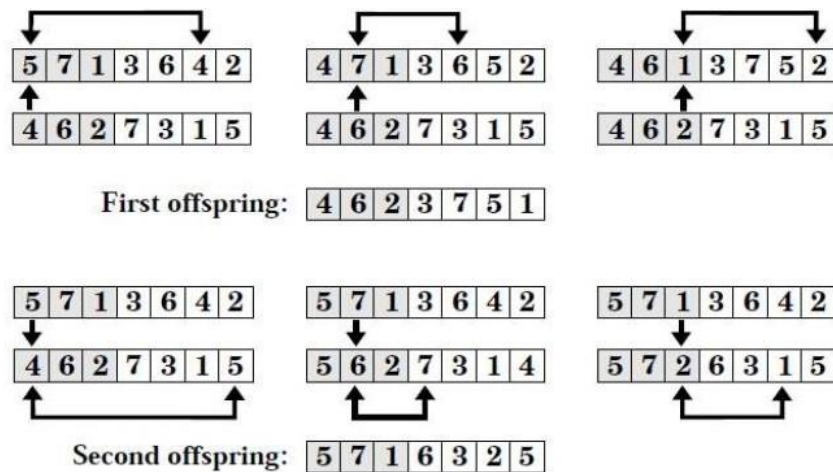 5 7 1 3 6 4 2 4 7 1 3 6 5 2 4 6 1 3 7 5 2
4 6 2 7 3 1 5 4 6 2 7 3 1 5 4 6 2 7 3 1 5
First offspring: 4 6 2 3 7 5 1
5 7 1 3 6 4 2 5 7 1 3 6 4 2 5 7 1 3 6 4 2
4 6 2 7 3 1 5 5 6 2 7 3 1 4 5 7 2 6 3 1 5
Second offspring: 5 7 1 6 3 2 5